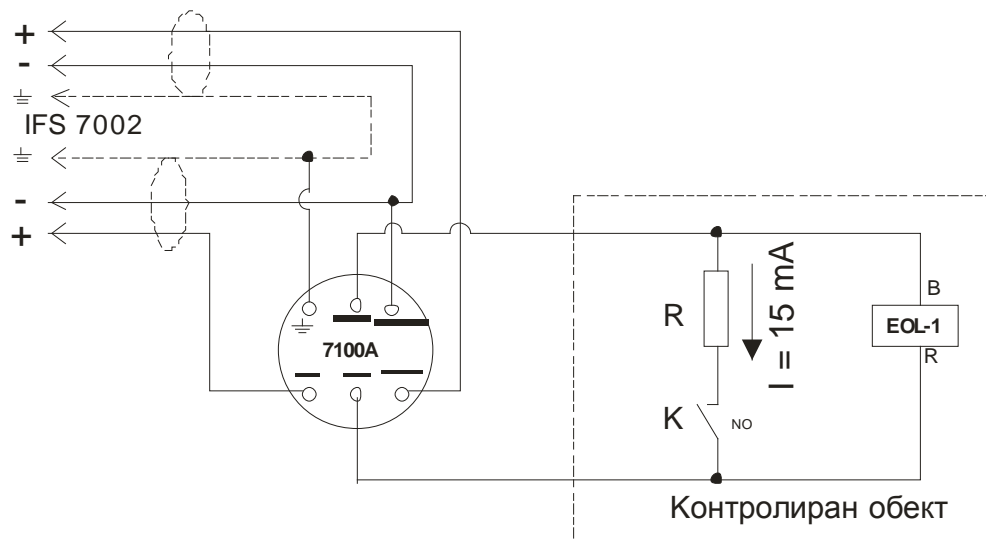 +
-
IFS 7002
-
+
7100A
R
I = 15 mA
K
NO
B
EOL-1
R
Контролиран обект